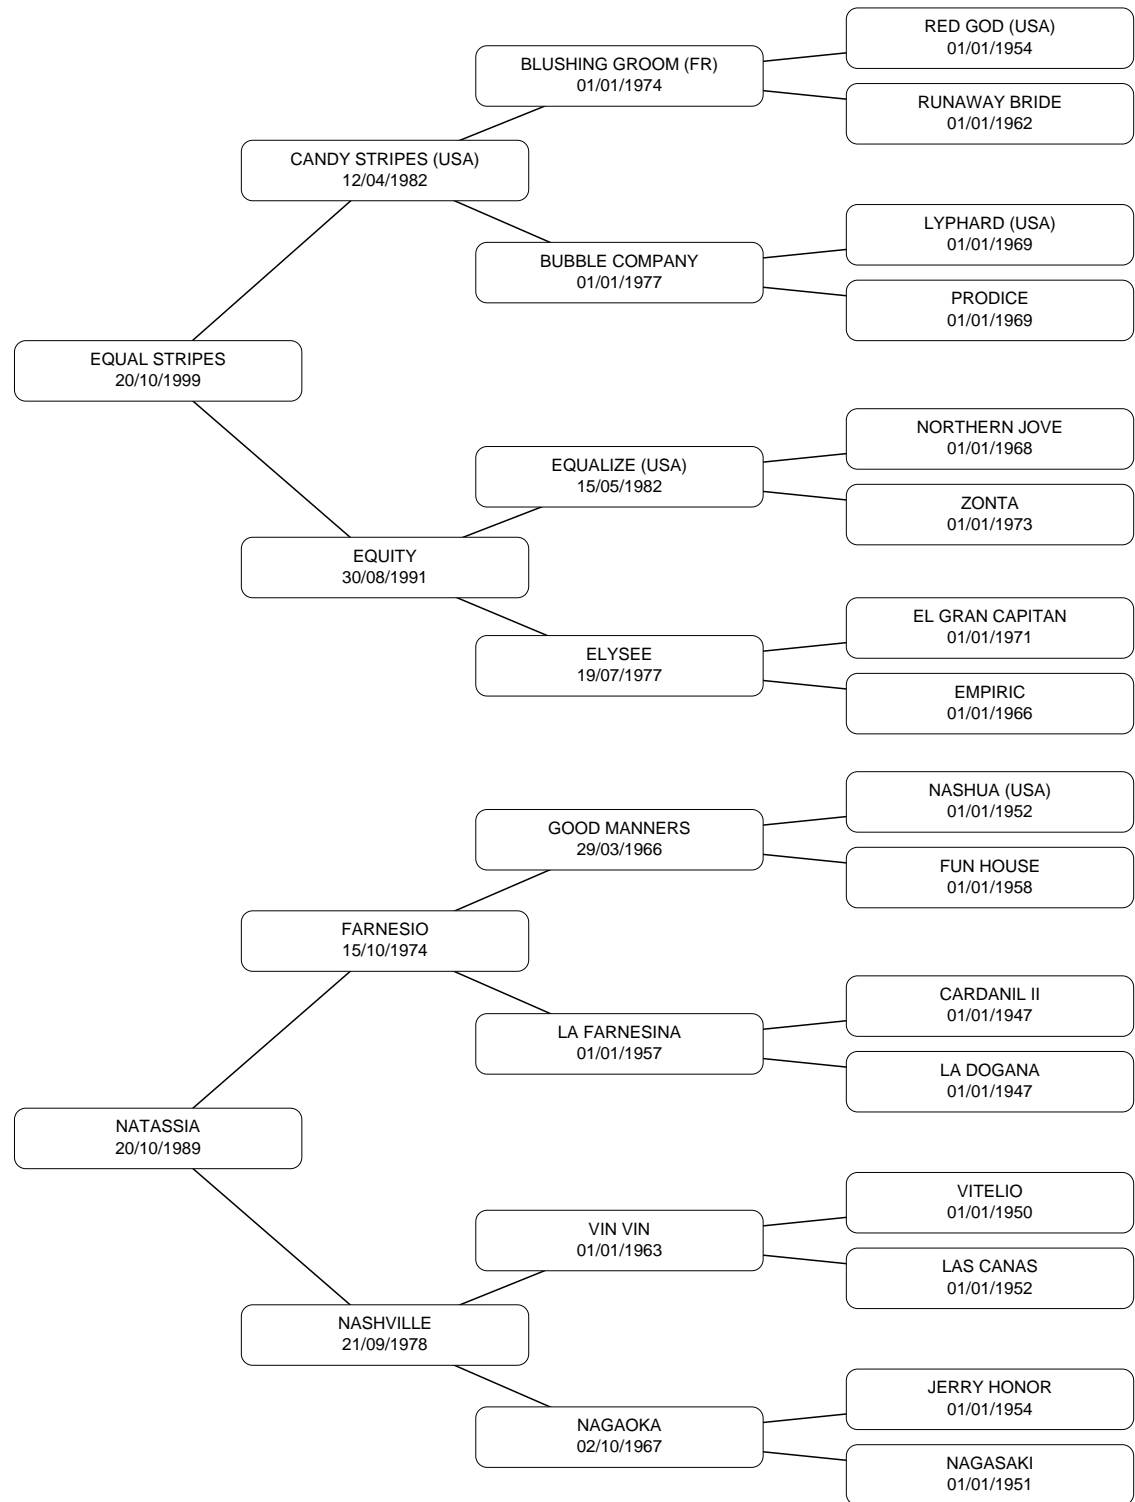 RED GOD (USA)
01/01/1954
BLUSHING GROOM (FR)
01/01/1974
RUNAWAY BRIDE
01/01/1962
CANDY STRIPES (USA)
12/04/1982
LYPHARD (USA)
01/01/1969
BUBBLE COMPANY
01/01/1977
PRODICE
01/01/1969
EQUAL STRIPES
20/10/1999
NORTHERN JOVE
01/01/1968
EQUALIZE (USA)
15/05/1982
ZONTA
01/01/1973
EQUITY
30/08/1991
EL GRAN CAPITAN
01/01/1971
ELYSEE
19/07/1977
EMPIRIC
01/01/1966
NASHUA (USA)
01/01/1952
GOOD MANNERS
29/03/1966
FUN HOUSE
01/01/1958
FARNESIO
15/10/1974
CARDANIL II
01/01/1947
LA FARNESINA
01/01/1957
LA DOGANA
01/01/1947
NATASSIA
20/10/1989
VITELIO
01/01/1950
VIN VIN
01/01/1963
LAS CANAS
01/01/1952
NASHVILLE
21/09/1978
JERRY HONOR
01/01/1954
NAGAOKA
02/10/1967
NAGASAKI
01/01/1951